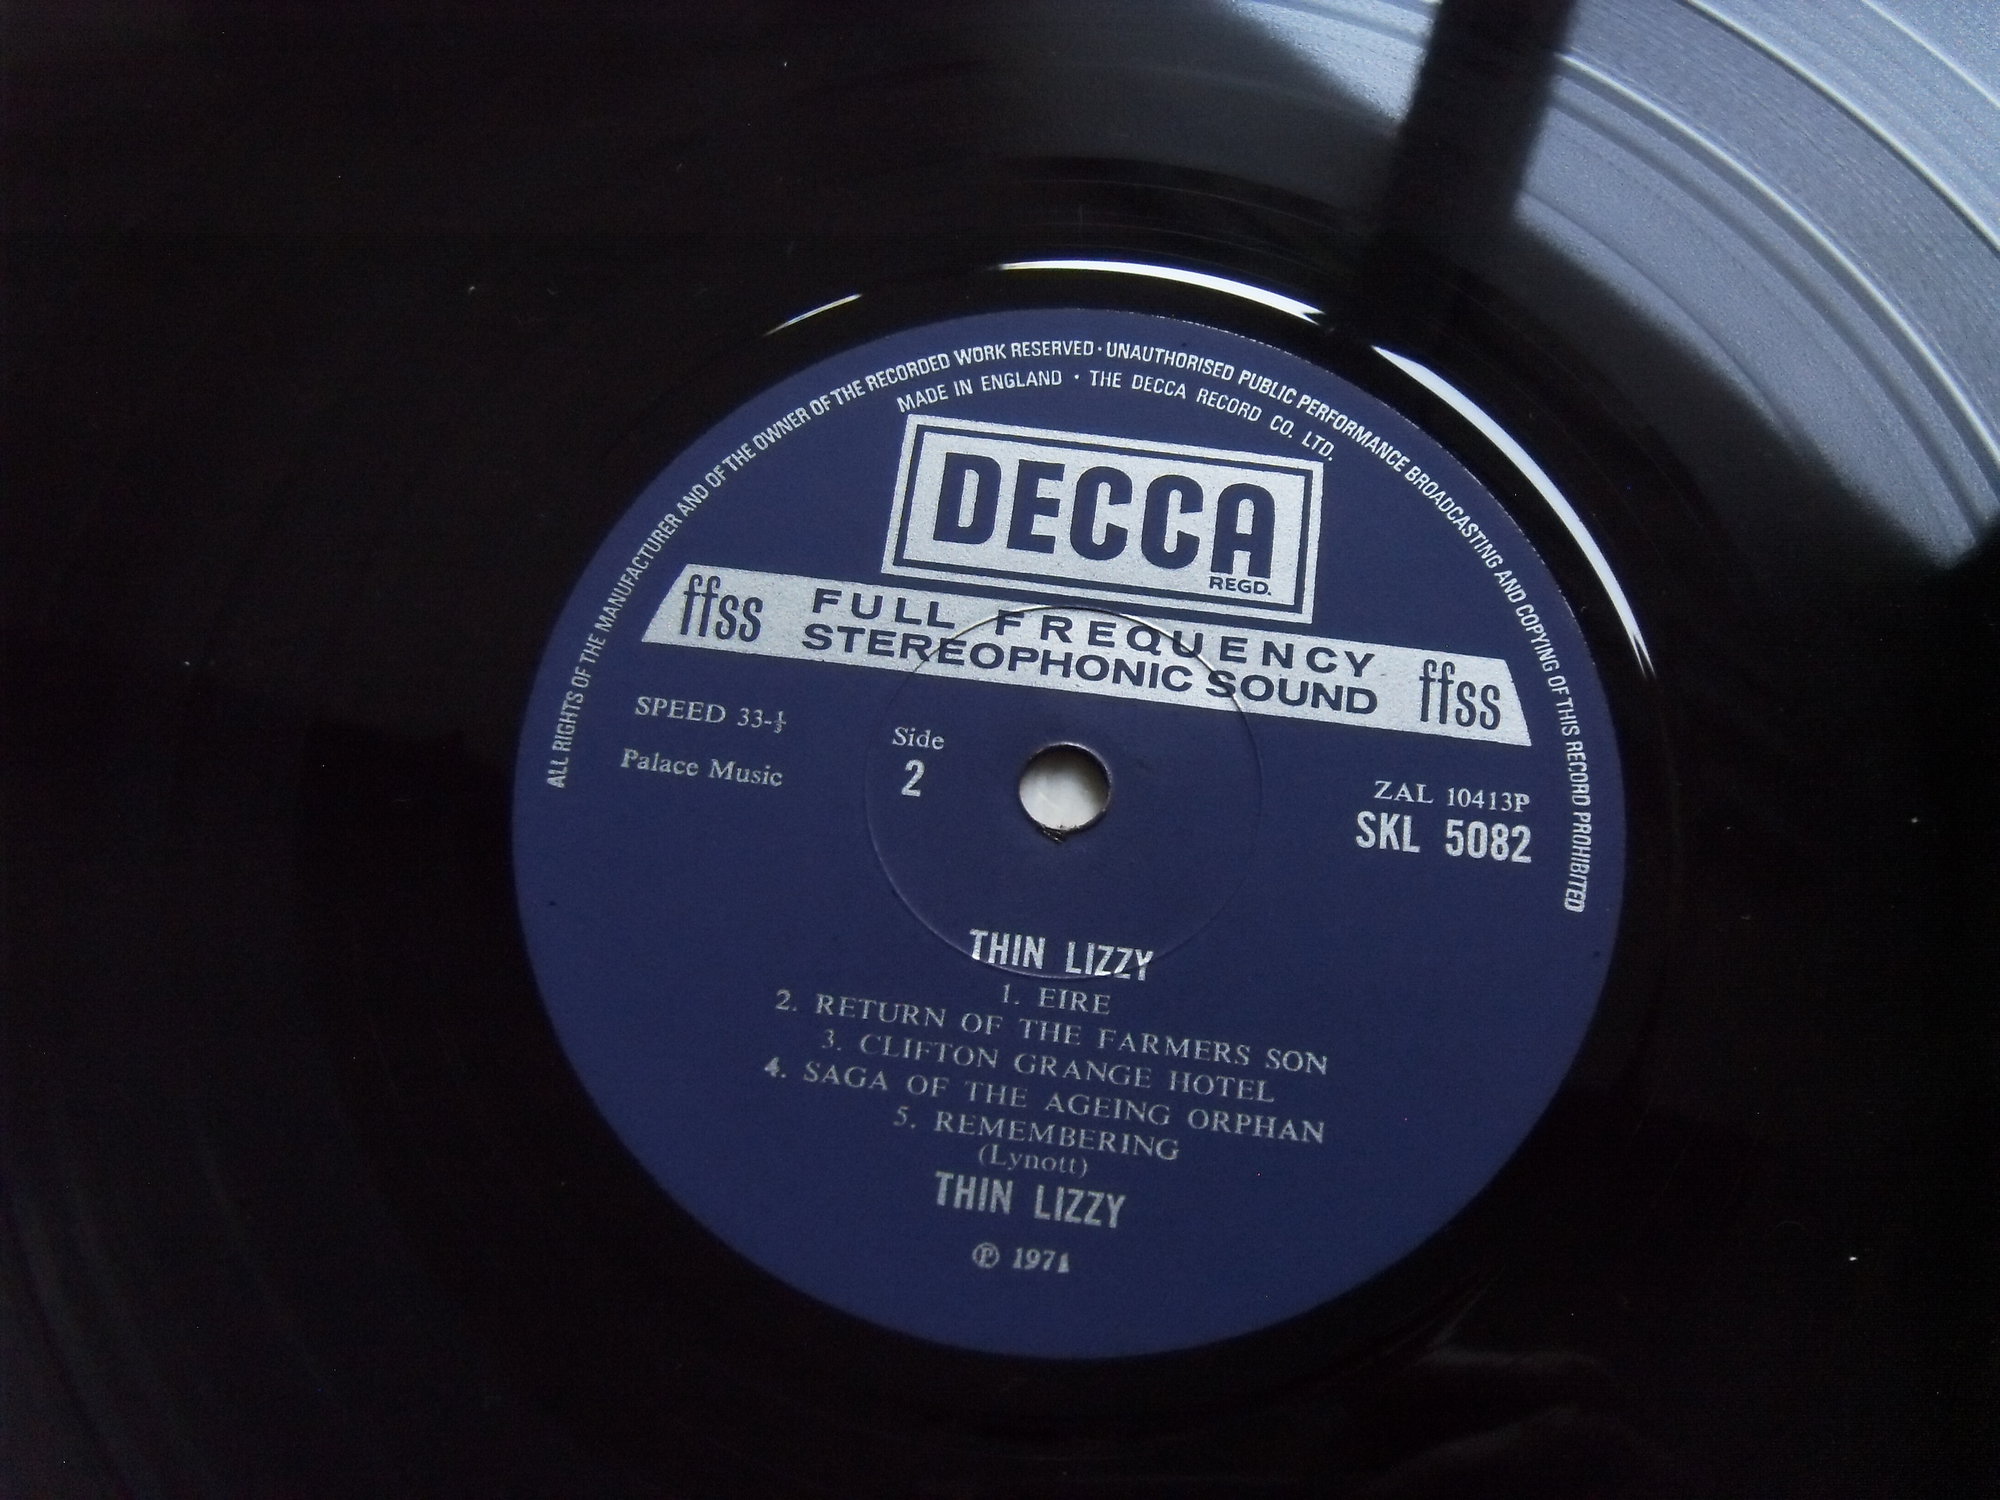 ALL RIGHTS OF THE MANUFACTURER AND OF THE OWNER OF THE RECORDED WORK RESERVED · UNAUTHORISED PUBLIC PERFORMANCE BROADCASTING AND COPYING OF THIS RECORD PROHIBITED
MADE IN ENGLAND · THE DECCA RECORD CO. LTD.
DECCA
REGD.
ffss FULL FREQUENCY ffss
STEREOPHONIC SOUND
SPEED 33-⅓
Palace Music
Side
2
ZAL 10413P
SKL 5082
THIN LIZZY
1. EIRE
2. RETURN OF THE FARMERS SON
3. CLIFTON GRANGE HOTEL
4. SAGA OF THE AGEING ORPHAN
5. REMEMBERING
(Lynott)
THIN LIZZY
℗ 1971